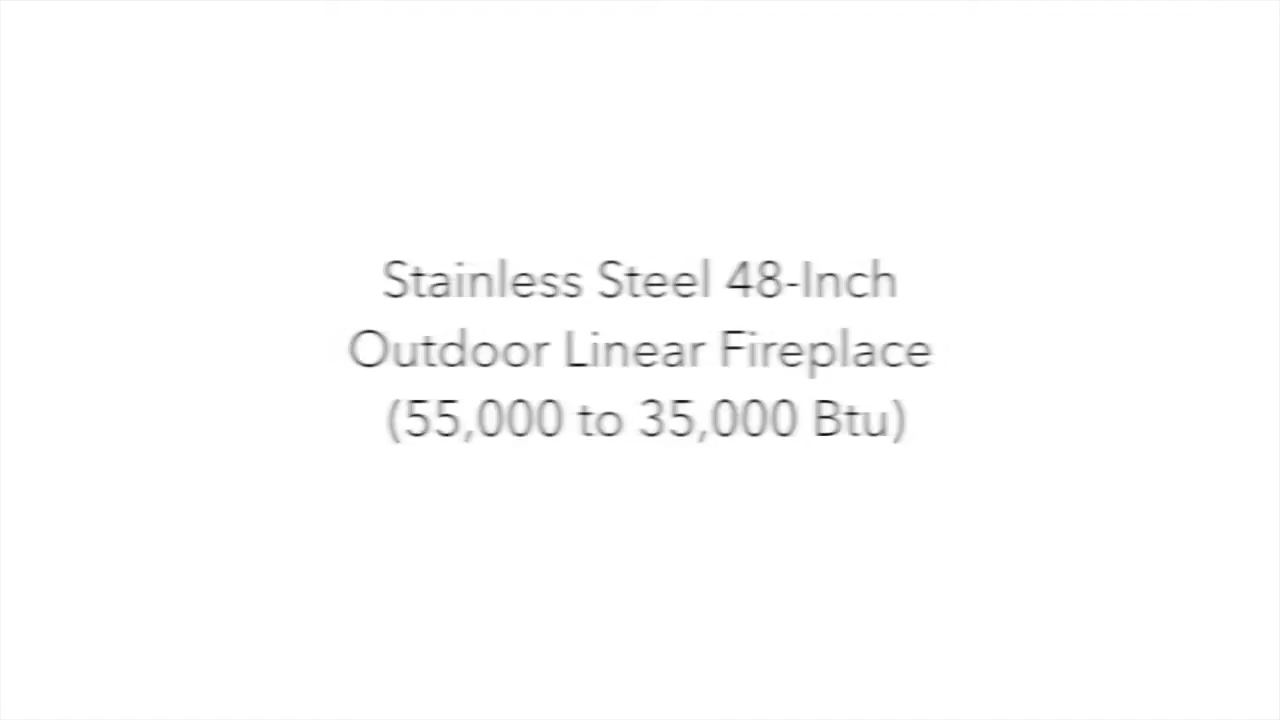 Stainless Steel 48-Inch
Outdoor Linear Fireplace
(55,000 to 35,000 Btu)